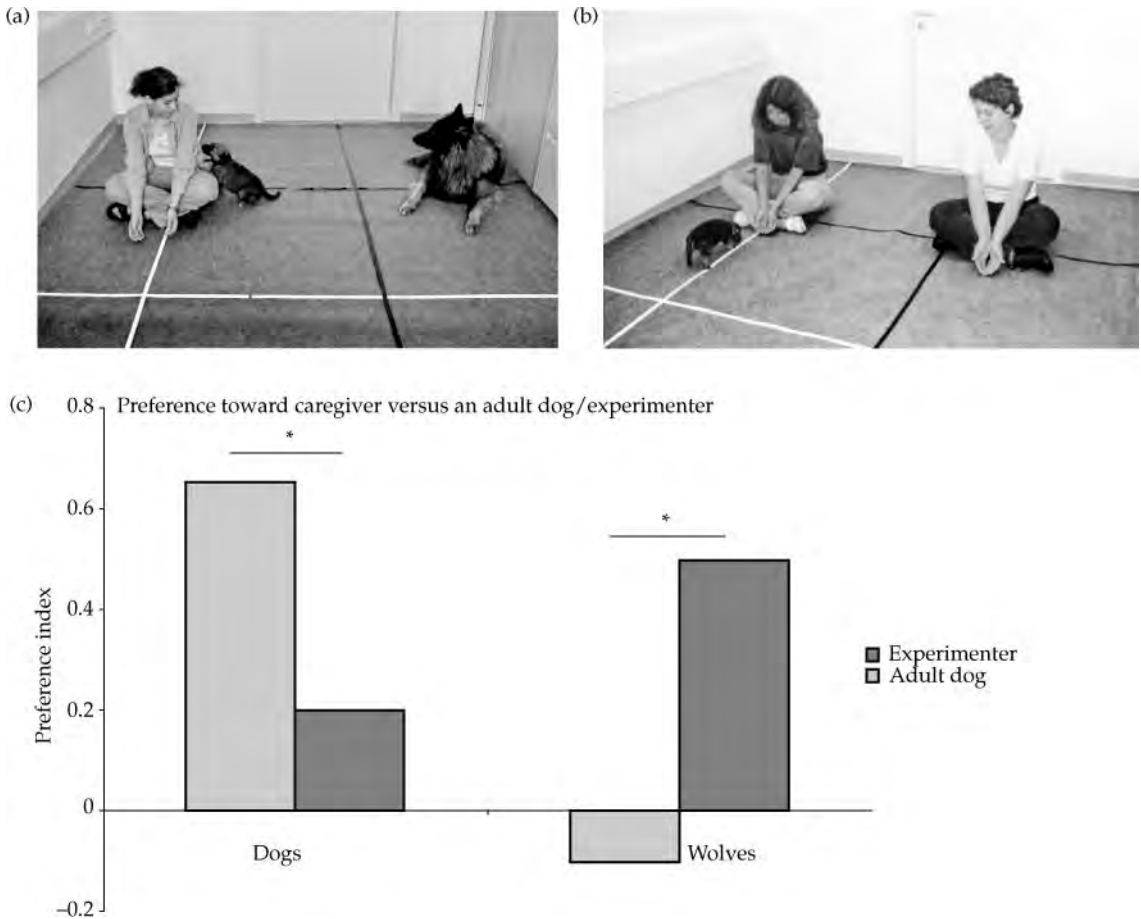 (a)
(b)
(c)
Preference toward caregiver versus an adult dog/experimenter
*
*
0.8
0.6
0.4
0.2
0
–0.2
Preference index
Dogs
Wolves
Experimenter
Adult dog